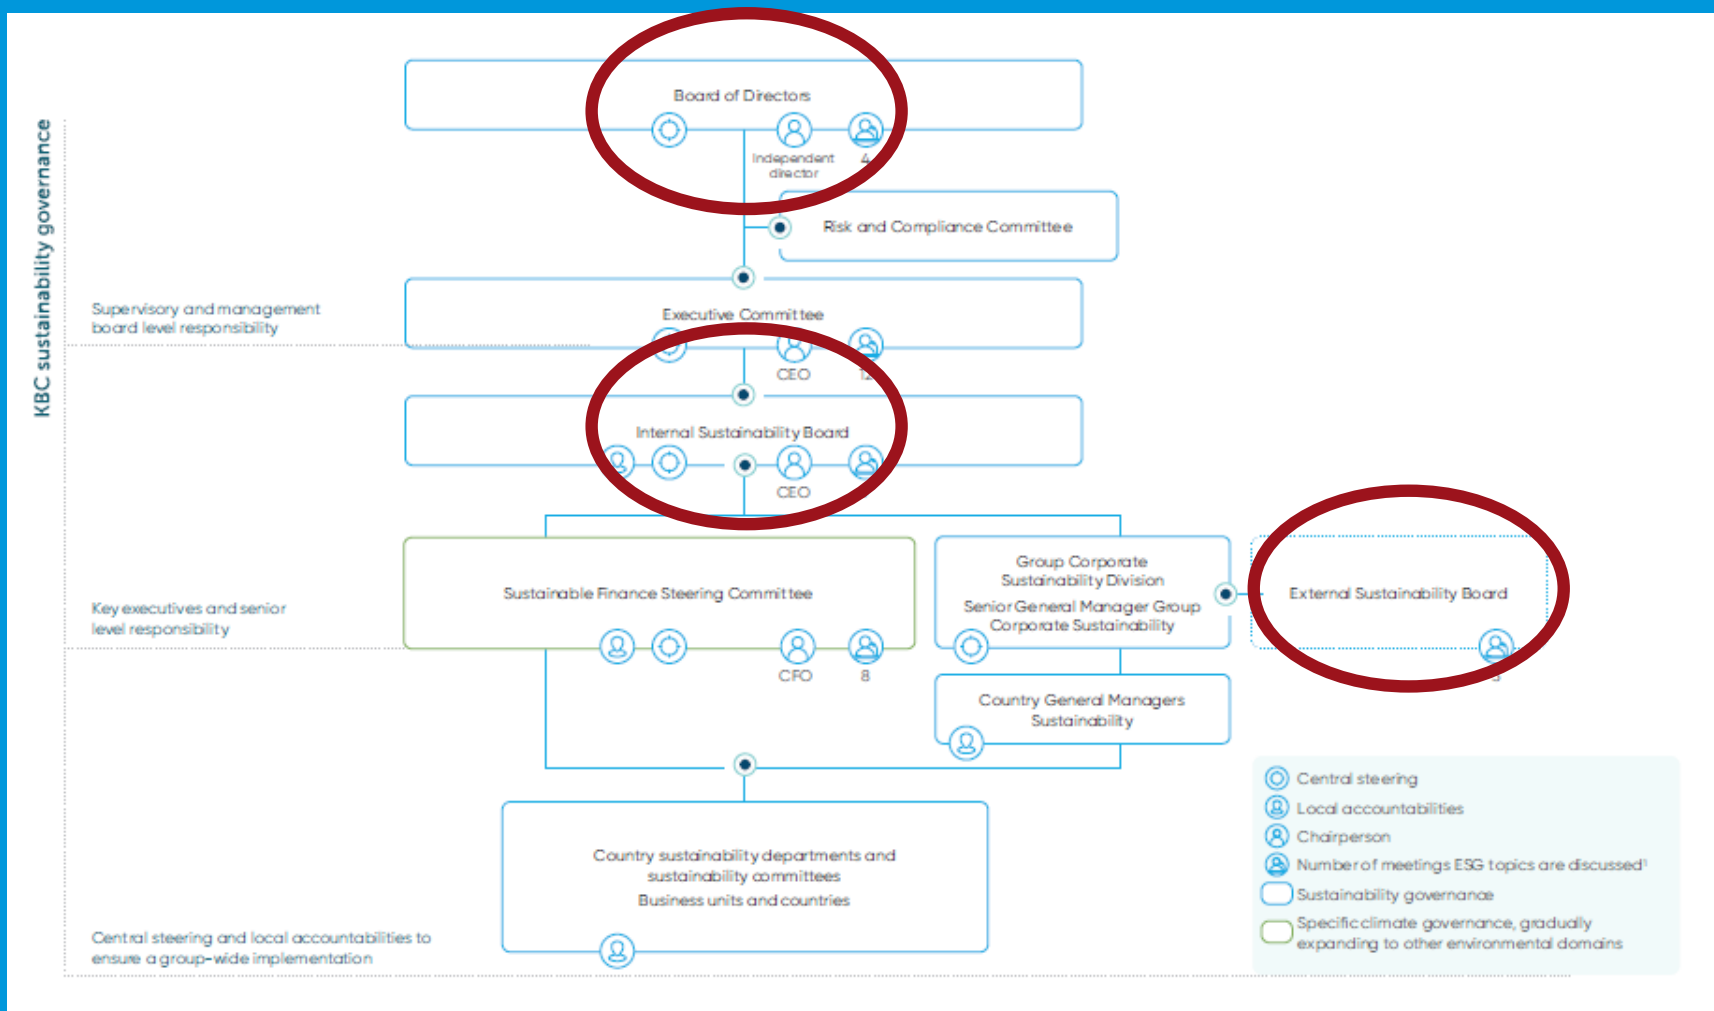 KBC sustainability governance
Board of Directors
Independent
director
4
Risk and Compliance Committee
Supervisory and management
board level responsibility
Executive Committee
CEO
12
Internal Sustainability Board
CEO
Key executives and senior
level responsibility
Sustainable Finance Steering Committee
CFO
8
Group Corporate
Sustainability Division
Senior General Manager Group
Corporate Sustainability
External Sustainability Board
Country General Managers
Sustainability
Country sustainability departments and
sustainability committees
Business units and countries
Central steering and local accountabilities to
ensure a group-wide implementation
Central steering
Local accountabilities
Chairperson
Number of meetings ESG topics are discussed¹
Sustainability governance
Specific climate governance, gradually
expanding to other environmental domains